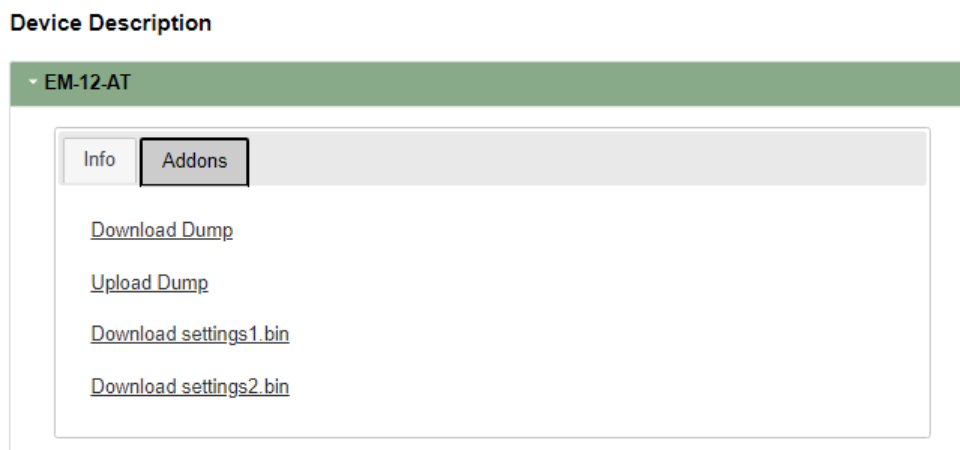 Device Description
EM-12-AT
Info Addons
Download Dump
Upload Dump
Download settings1.bin
Download settings2.bin